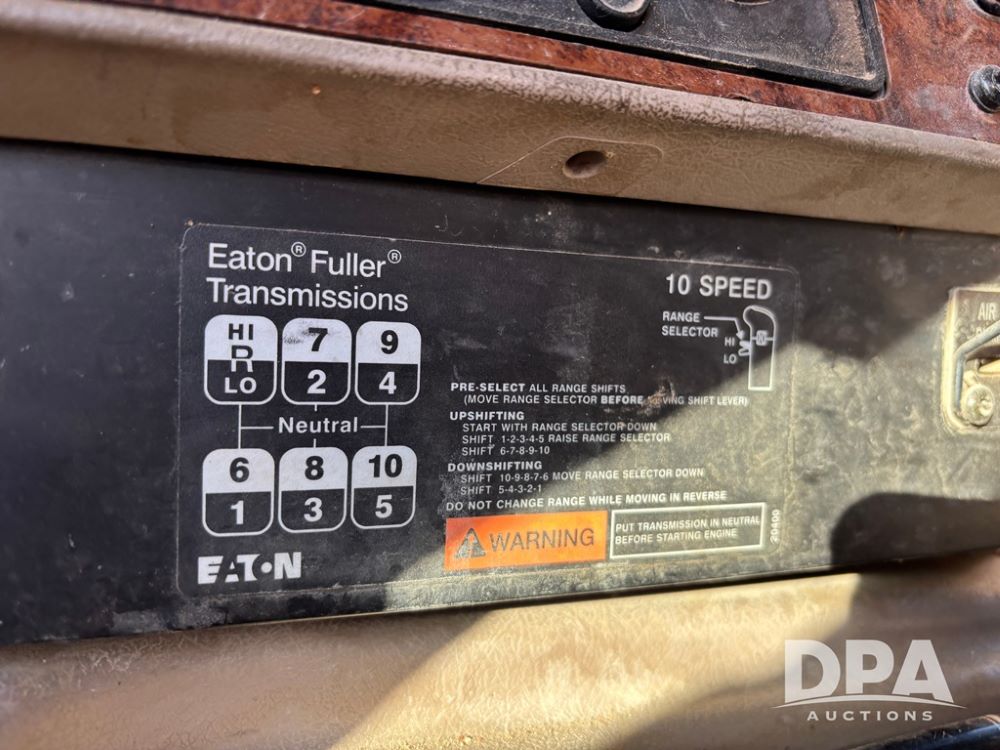 Eaton® Fuller®
Transmissions
10 SPEED
RANGE
SELECTOR
HI
LO
HI
R
LO
7
2
9
4
Neutral
6
1
8
3
10
5
PRE-SELECT ALL RANGE SHIFTS
(MOVE RANGE SELECTOR BEFORE SHIFT LEVER)
UPSHIFTING
START WITH RANGE SELECTOR DOWN
SHIFT 1-2-3-4-5 RAISE RANGE SELECTOR
SHIFT 6-7-8-9-10
DOWNSHIFTING
SHIFT 10-9-8-7-6 MOVE RANGE SELECTOR DOWN
SHIFT 5-4-3-2-1
DO NOT CHANGE RANGE WHILE MOVING IN REVERSE
WARNING
PUT TRANSMISSION IN NEUTRAL
BEFORE STARTING ENGINE
20400
EATON
AIR
DPA
AUCTIONS